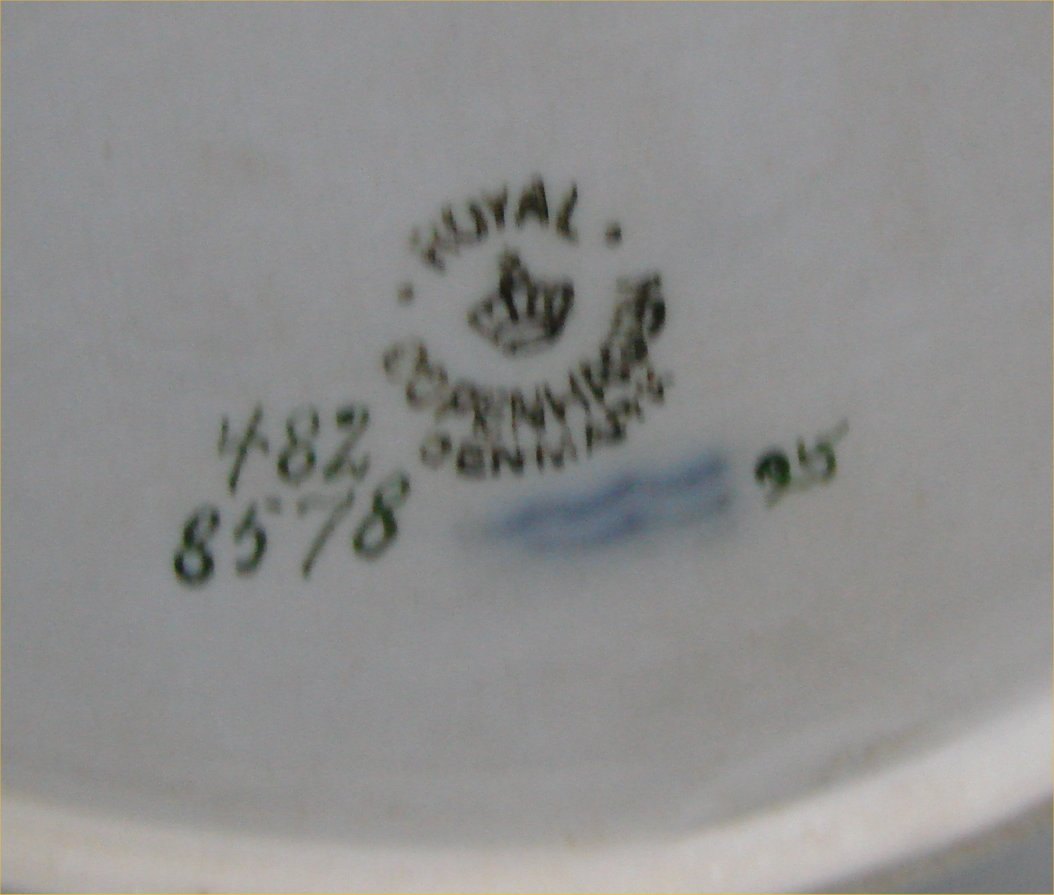 ROYAL
COPENHAGEN
DENMARK
482
8578
95